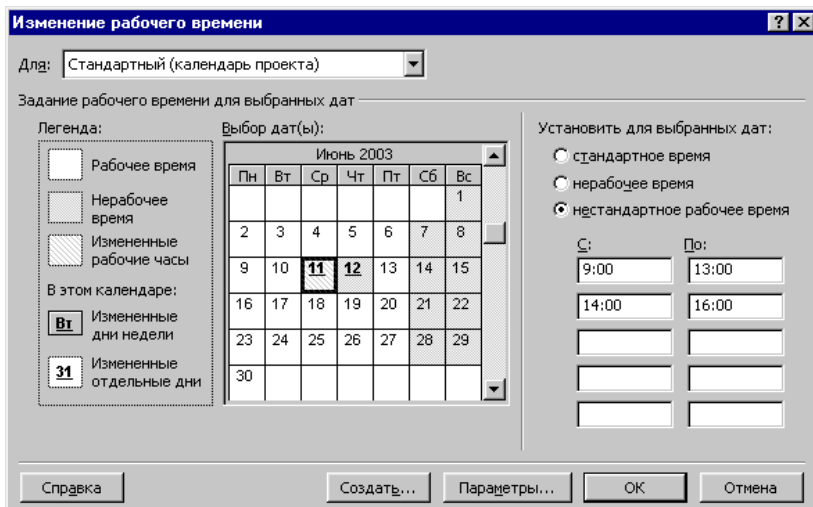 Изменение рабочего времени
Для: Стандартный (календарь проекта)
Задание рабочего времени для выбранных дат
Легенда:
Рабочее время
Нерабочее
время
Измененные
рабочие часы
В этом календаре:
Вт Измененные
дни недели
31 Измененные
отдельные дни
Выбор дат(ы):
Июнь 2003
Пн Вт Ср Чт Пт Сб Вс
1
2 3 4 5 6 7 8
9 10 11 12 13 14 15
16 17 18 19 20 21 22
23 24 25 26 27 28 29
30
Установить для выбранных дат:
стандартное время
нерабочее время
нестандартное рабочее время
С: По:
9:00 13:00
14:00 16:00
Справка Создать... Параметры... ОК Отмена